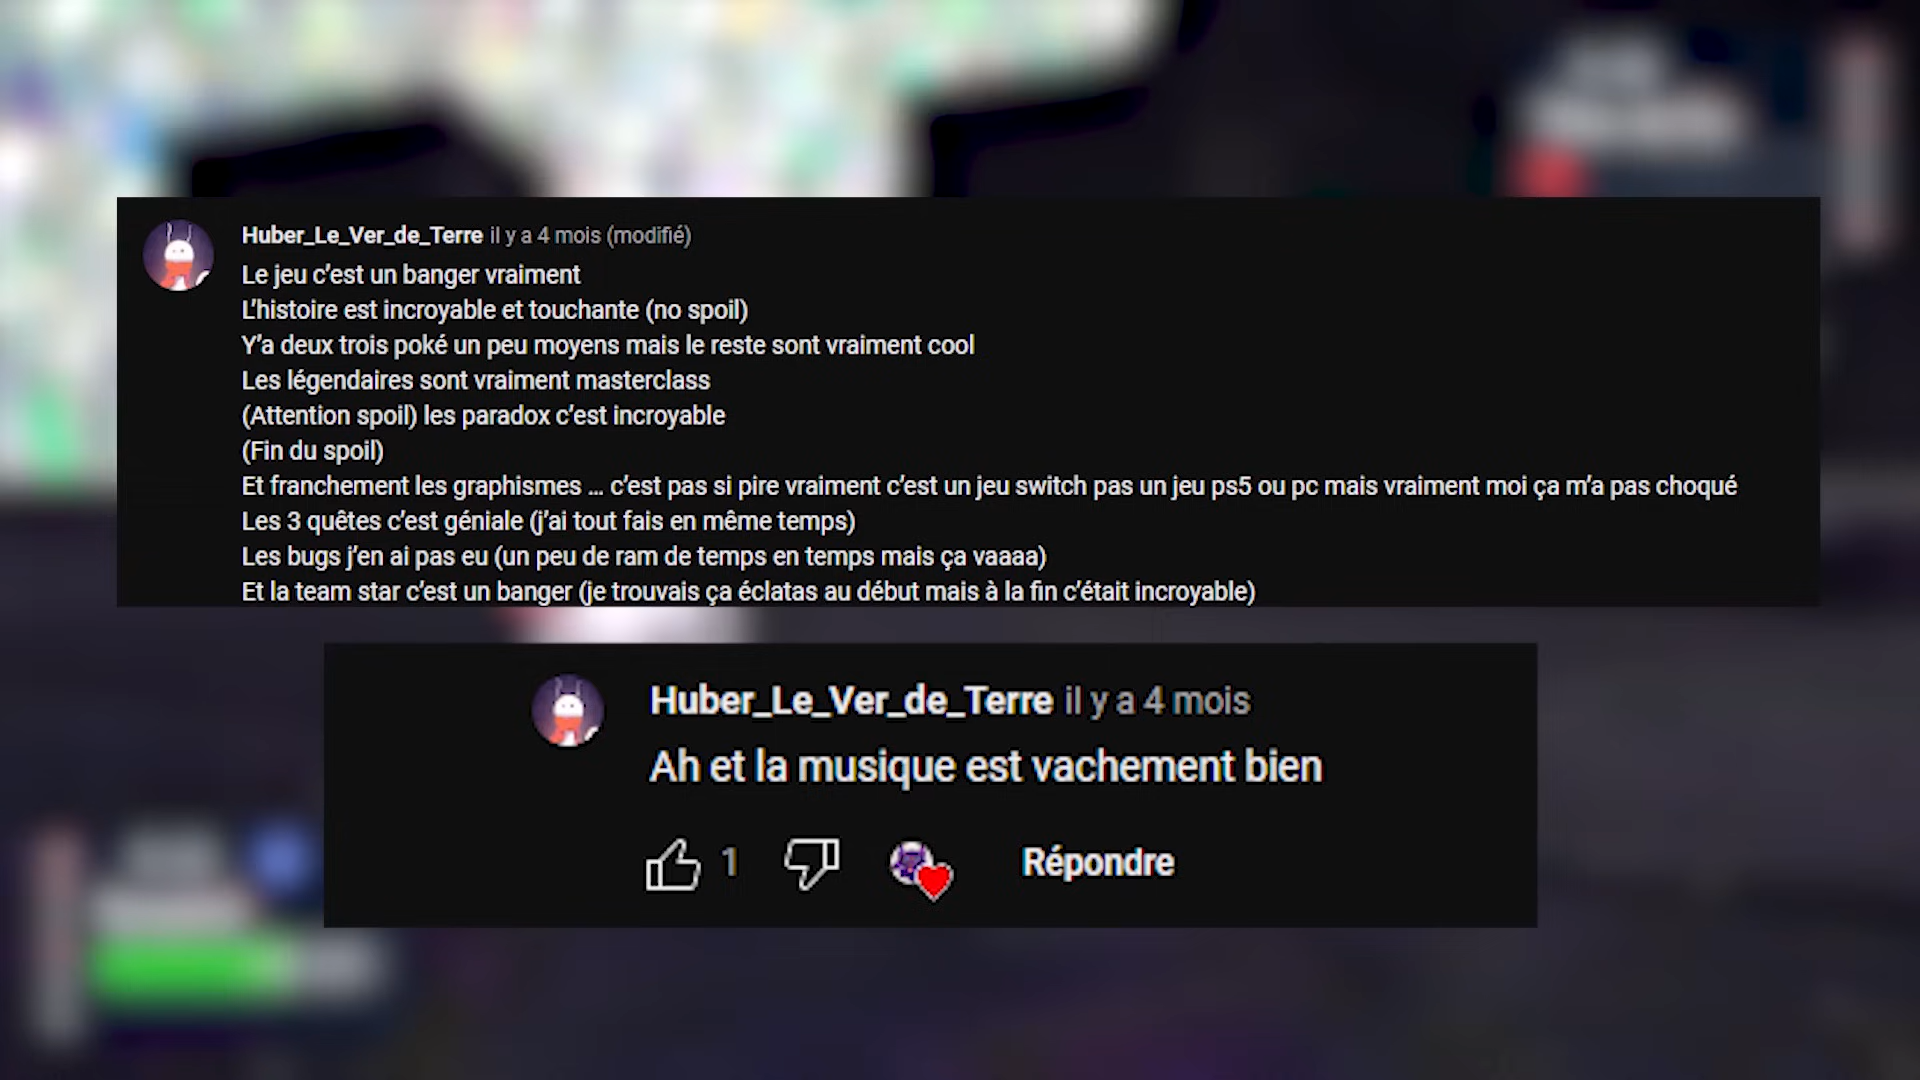 Huber_Le_Ver_de_Terre il y a 4 mois (modifié)
Le jeu c’est un banger vraiment
L’histoire est incroyable et touchante (no spoil)
Y’a deux trois poké un peu moyens mais le reste sont vraiment cool
Les légendaires sont vraiment masterclass
(Attention spoil) les paradox c’est incroyable
(Fin du spoil)
Et franchement les graphismes ... c’est pas si pire vraiment c’est un jeu switch pas un jeu ps5 ou pc mais vraiment moi ça m’a pas choqué
Les 3 quêtes c’est géniale (j’ai tout fais en même temps)
Les bugs j’en ai pas eu (un peu de ram de temps en temps mais ça vaaaa)
Et la team star c’est un banger (je trouvais ça éclatas au début mais à la fin c’était incroyable)
Huber_Le_Ver_de_Terre il y a 4 mois
Ah et la musique est vachement bien
1 Répondre